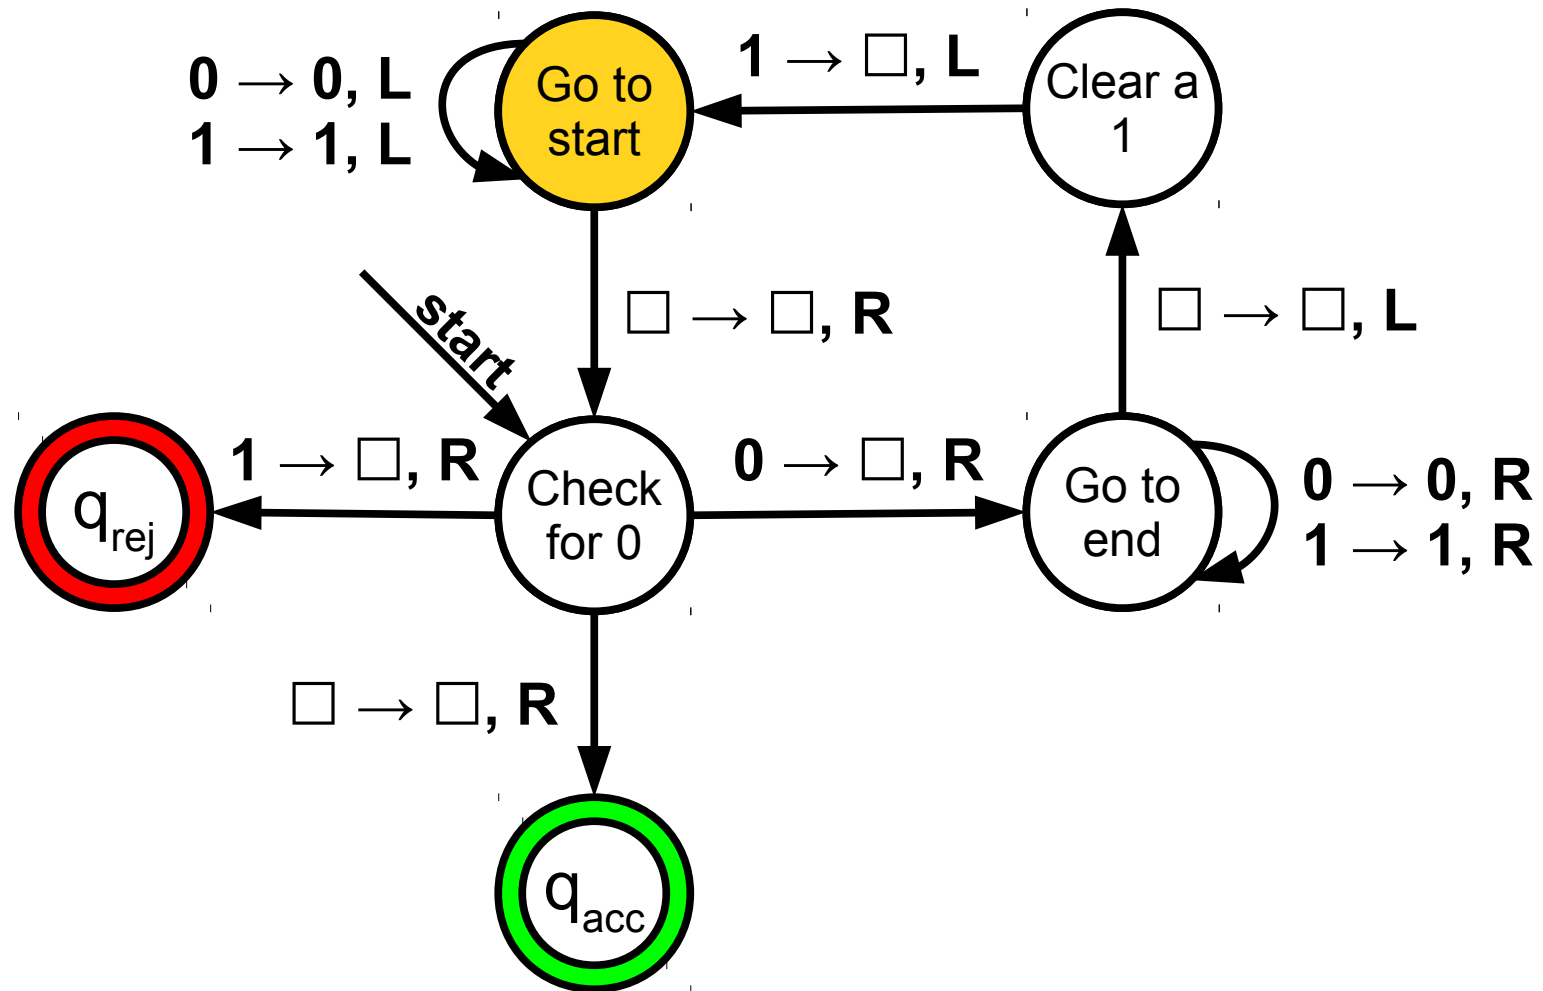 0 → 0, L
1 → 1, L
Go to
start
1 → □, L
Clear a
1
start
□ → □, R
□ → □, L
q_rej
1 → □, R
Check
for 0
0 → □, R
Go to
end
0 → 0, R
1 → 1, R
□ → □, R
q_acc